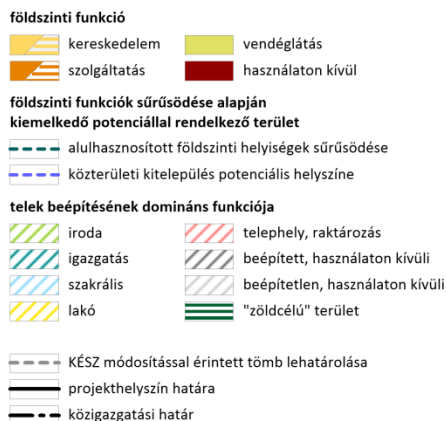 földszinti funkció
kereskedelem
vendéglátás
szolgáltatás
használaton kívül
földszinti funkciók sűrűsödése alapján
kiemelkedő potenciállal rendelkező terület
alulhasznosított földszinti helyiségek sűrűsödése
közterületi kitelepülés potenciális helyszíne
telek beépítésének domináns funkciója
iroda
telephely, raktározás
igazgatás
beépített, használaton kívüli
szakrális
beépítetlen, használaton kívüli
lakó
"zöldcélú" terület
KÉSZ módosítással érintett tömb lehatárolása
projekthelyszín határa
közigazgatási határ